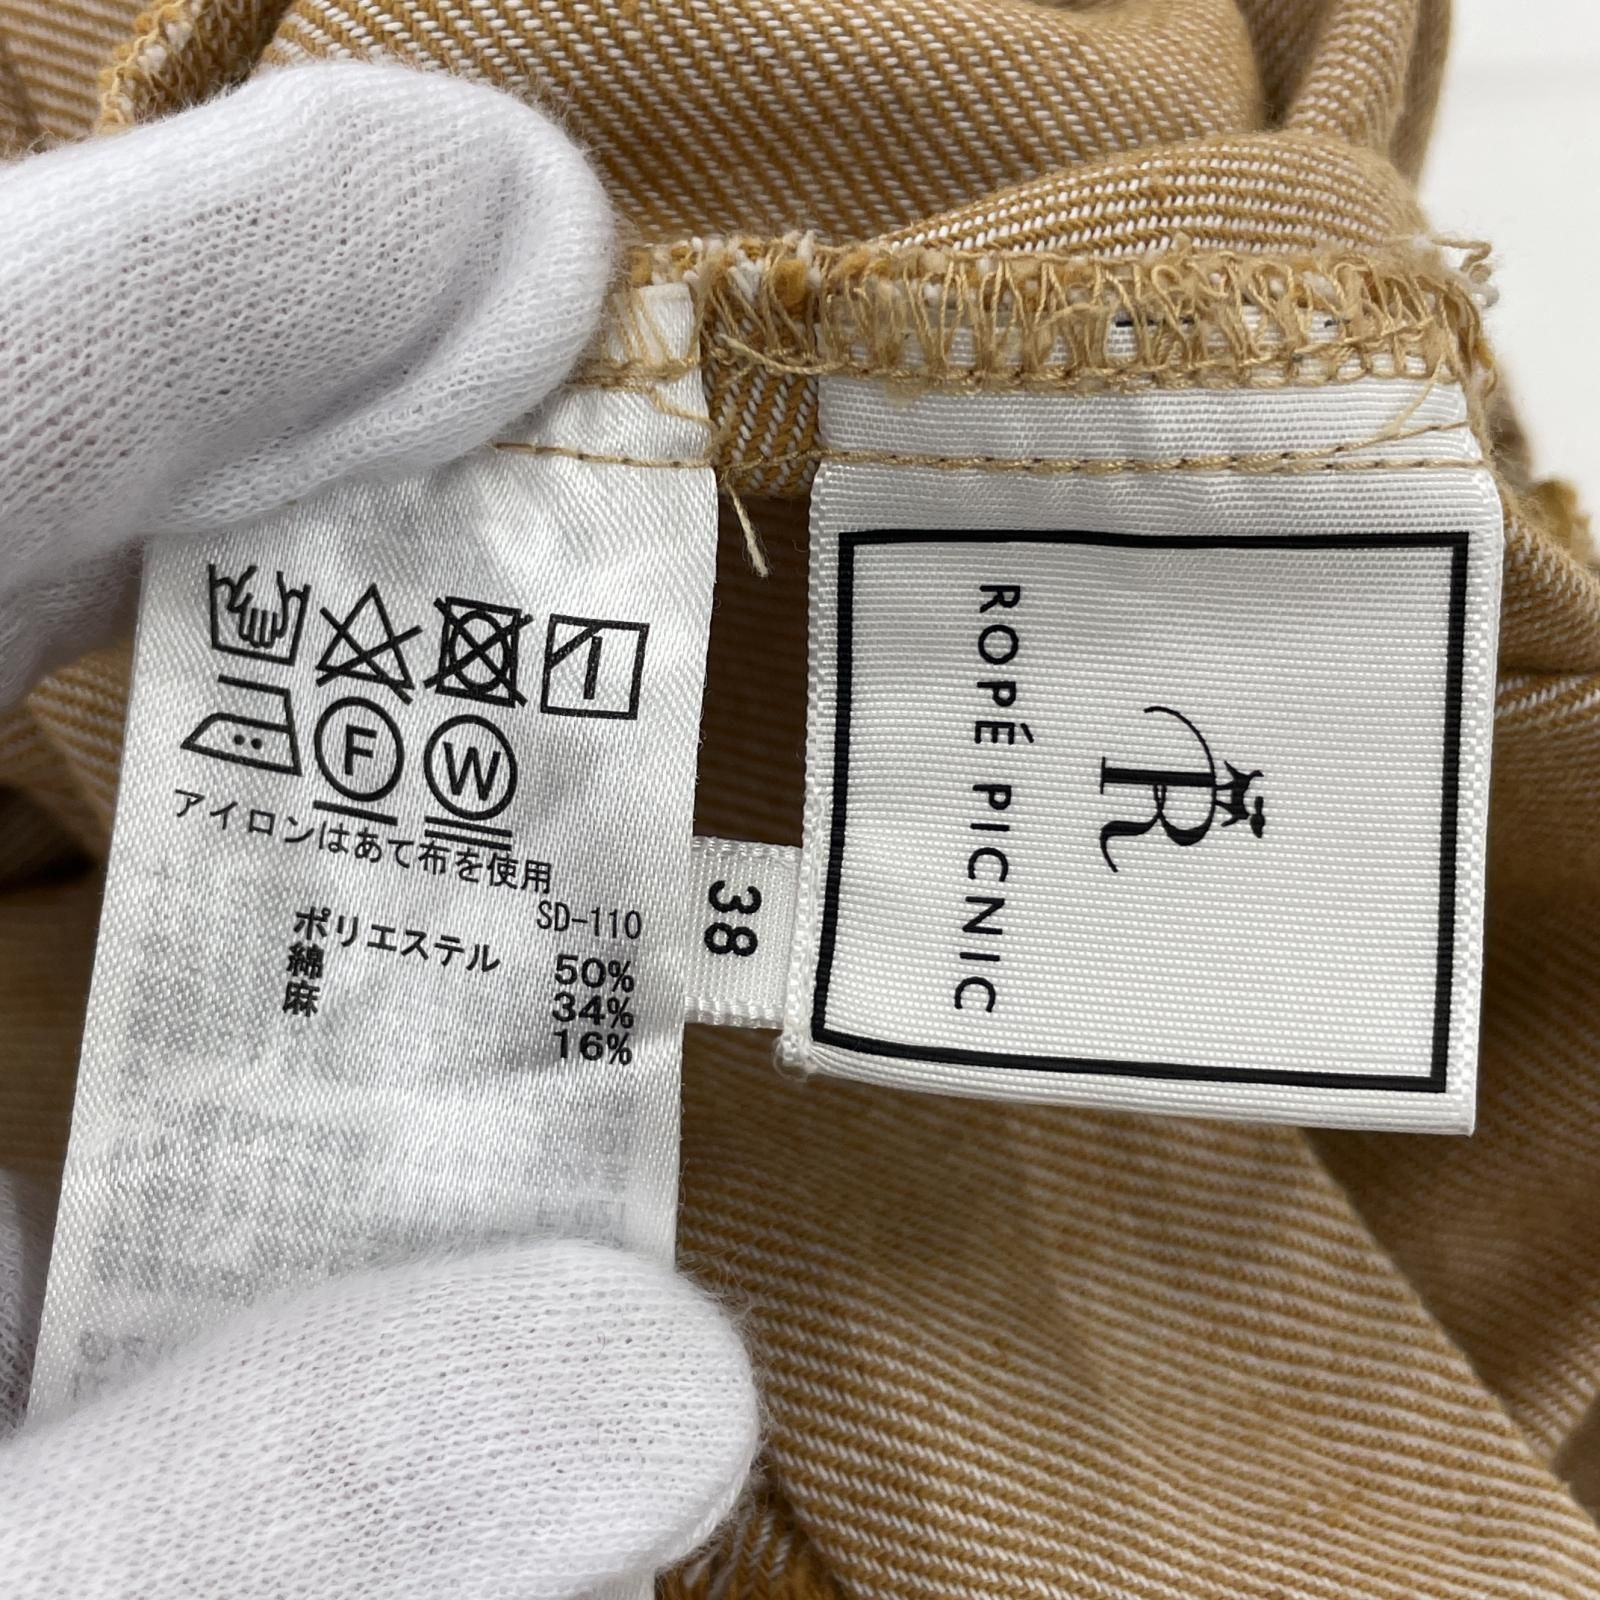 F W
アイロンはあて布を使用
SD-110
ポリエステル 50%
綿 34%
麻 16%
38
R
ROPÉ PICNIC